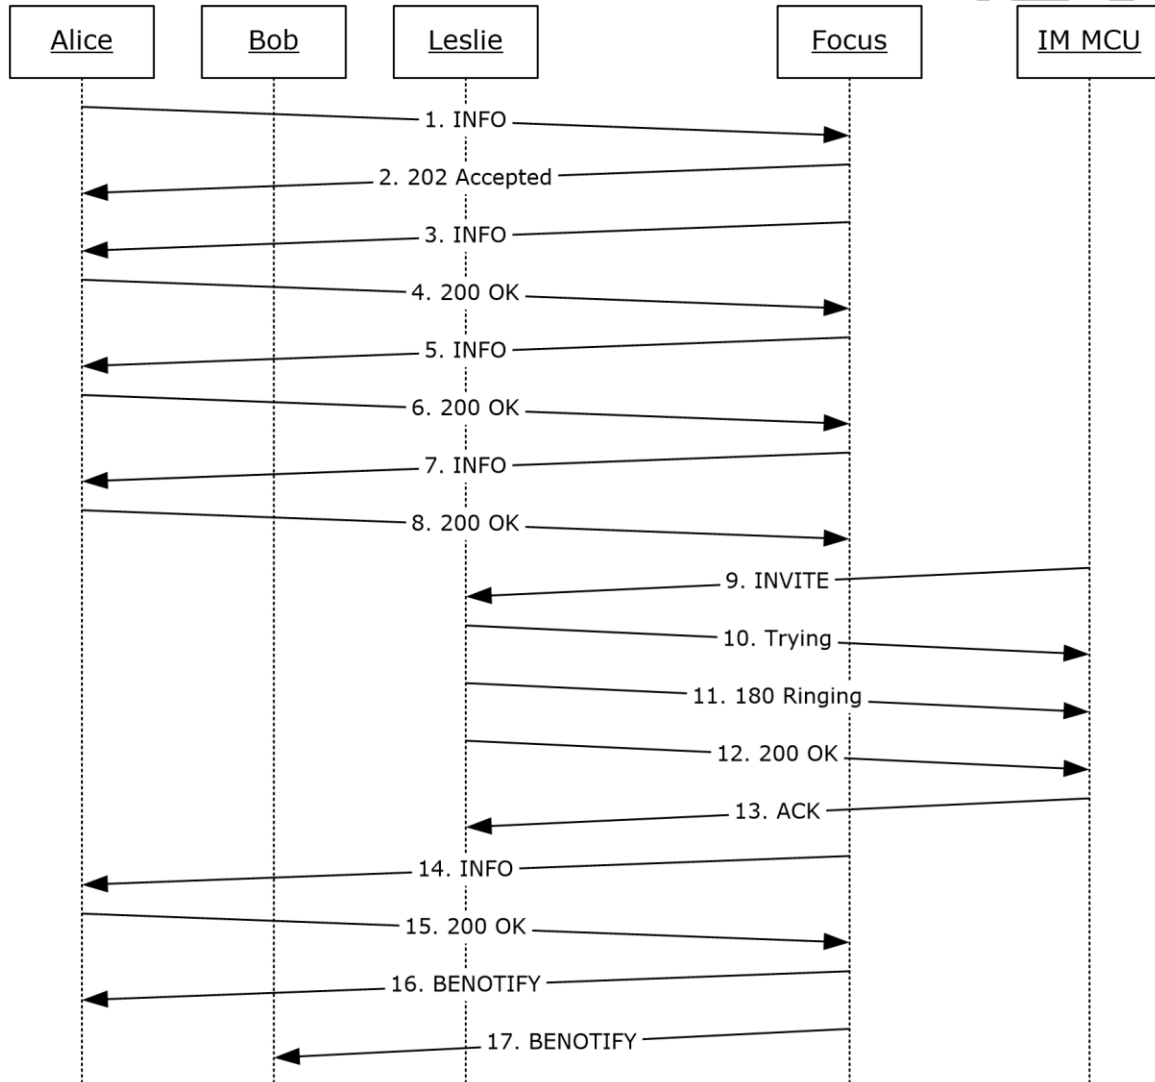 Alice Bob Leslie Focus IM MCU
1. INFO
2. 202 Accepted
3. INFO
4. 200 OK
5. INFO
6. 200 OK
7. INFO
8. 200 OK
9. INVITE
10. Trying
11. 180 Ringing
12. 200 OK
13. ACK
14. INFO
15. 200 OK
16. BENOTIFY
17. BENOTIFY